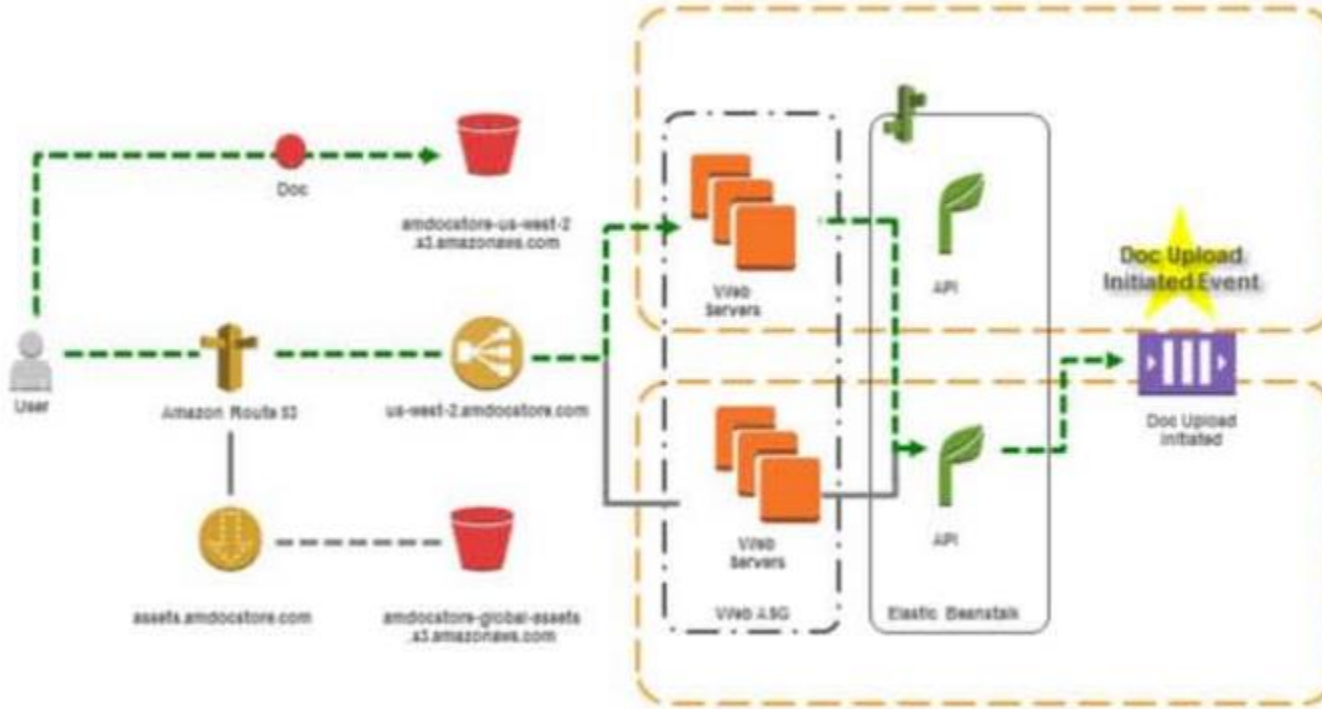 Doc
amdocstore-us-west-2
.s3.amazonaws.com
Web
Servers
API
Doc Upload
Initiated Event
User
Amazon Route 53
us-west-2.amdocstore.com
Doc Upload
Initiated
Web
Servers
API
assets.amdocstore.com
amdocstore-global-assets
.s3.amazonaws.com
Web ASG
Elastic Beanstalk